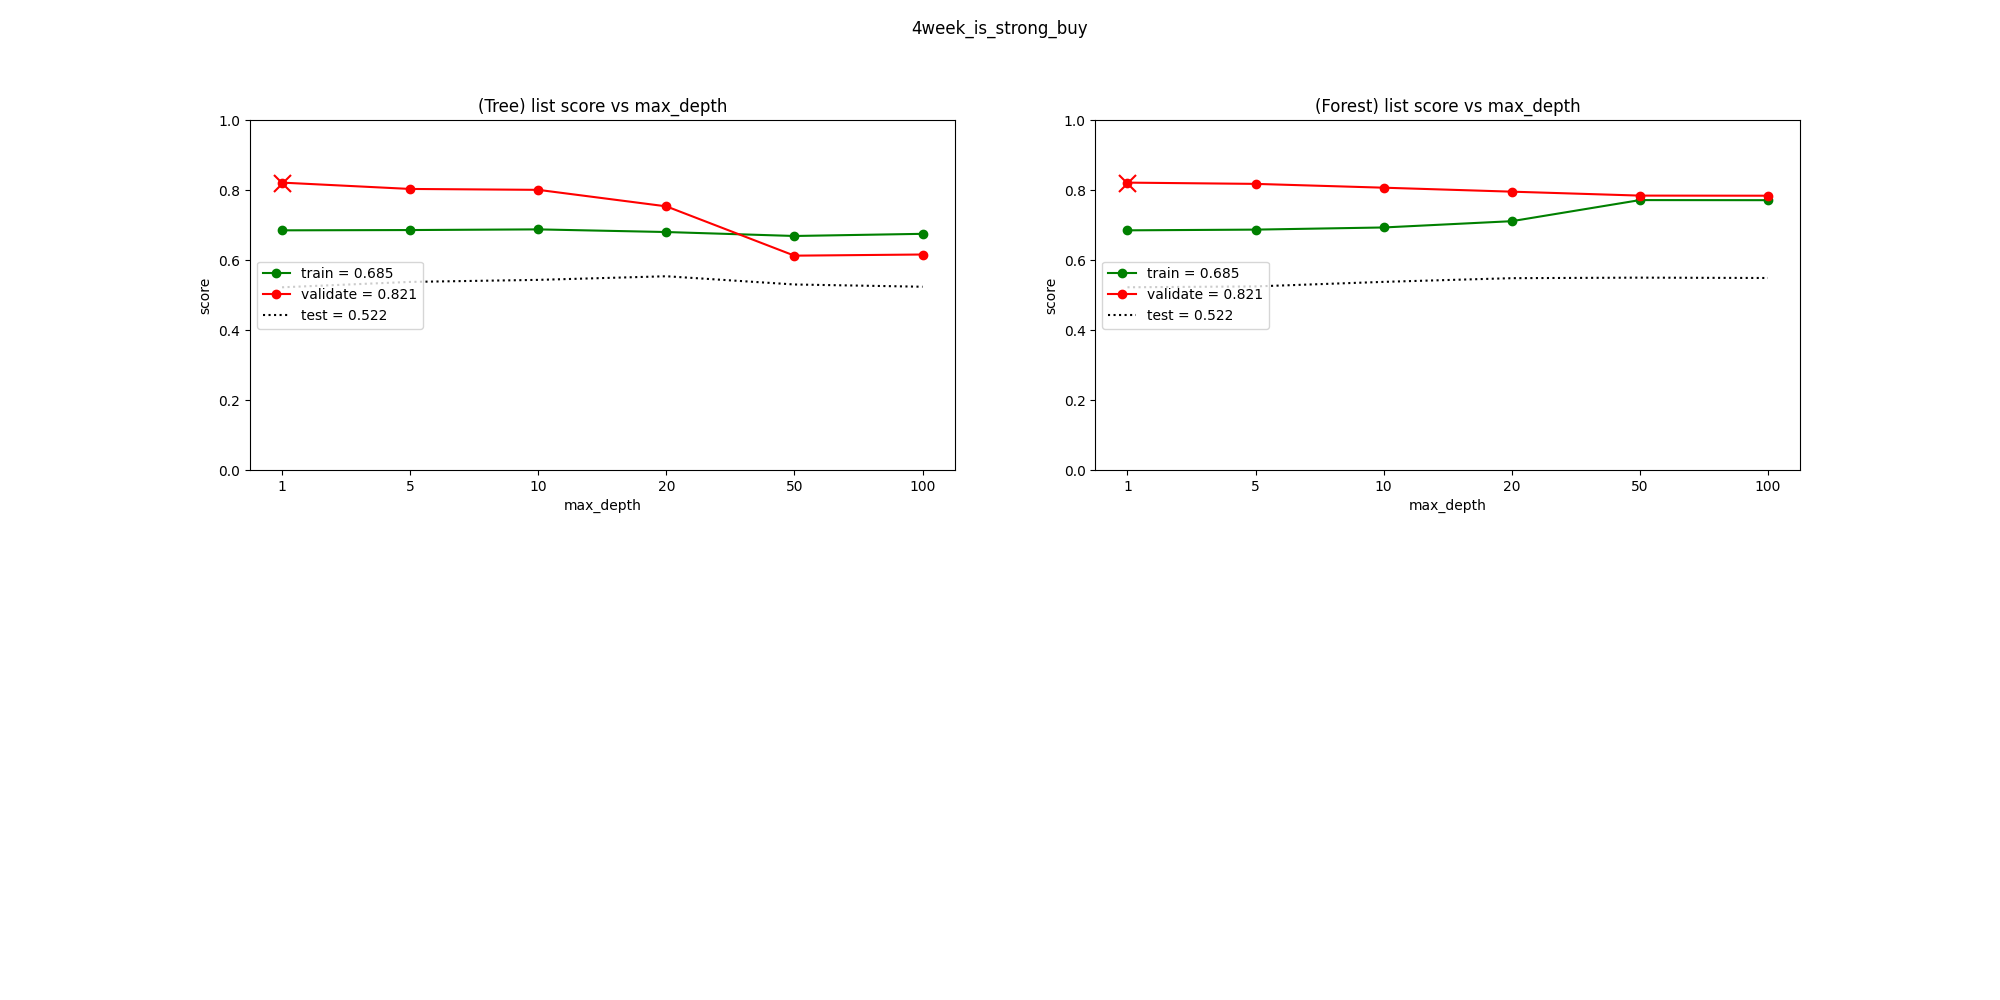 4week_is_strong_buy
(Tree) list score vs max_depth
1.0
0.8
0.6
0.4
0.2
0.0
score
train = 0.685
validate = 0.821
test = 0.522
1 5 10 20 50 100
max_depth
(Forest) list score vs max_depth
1.0
0.8
0.6
0.4
0.2
0.0
score
train = 0.685
validate = 0.821
test = 0.522
1 5 10 20 50 100
max_depth